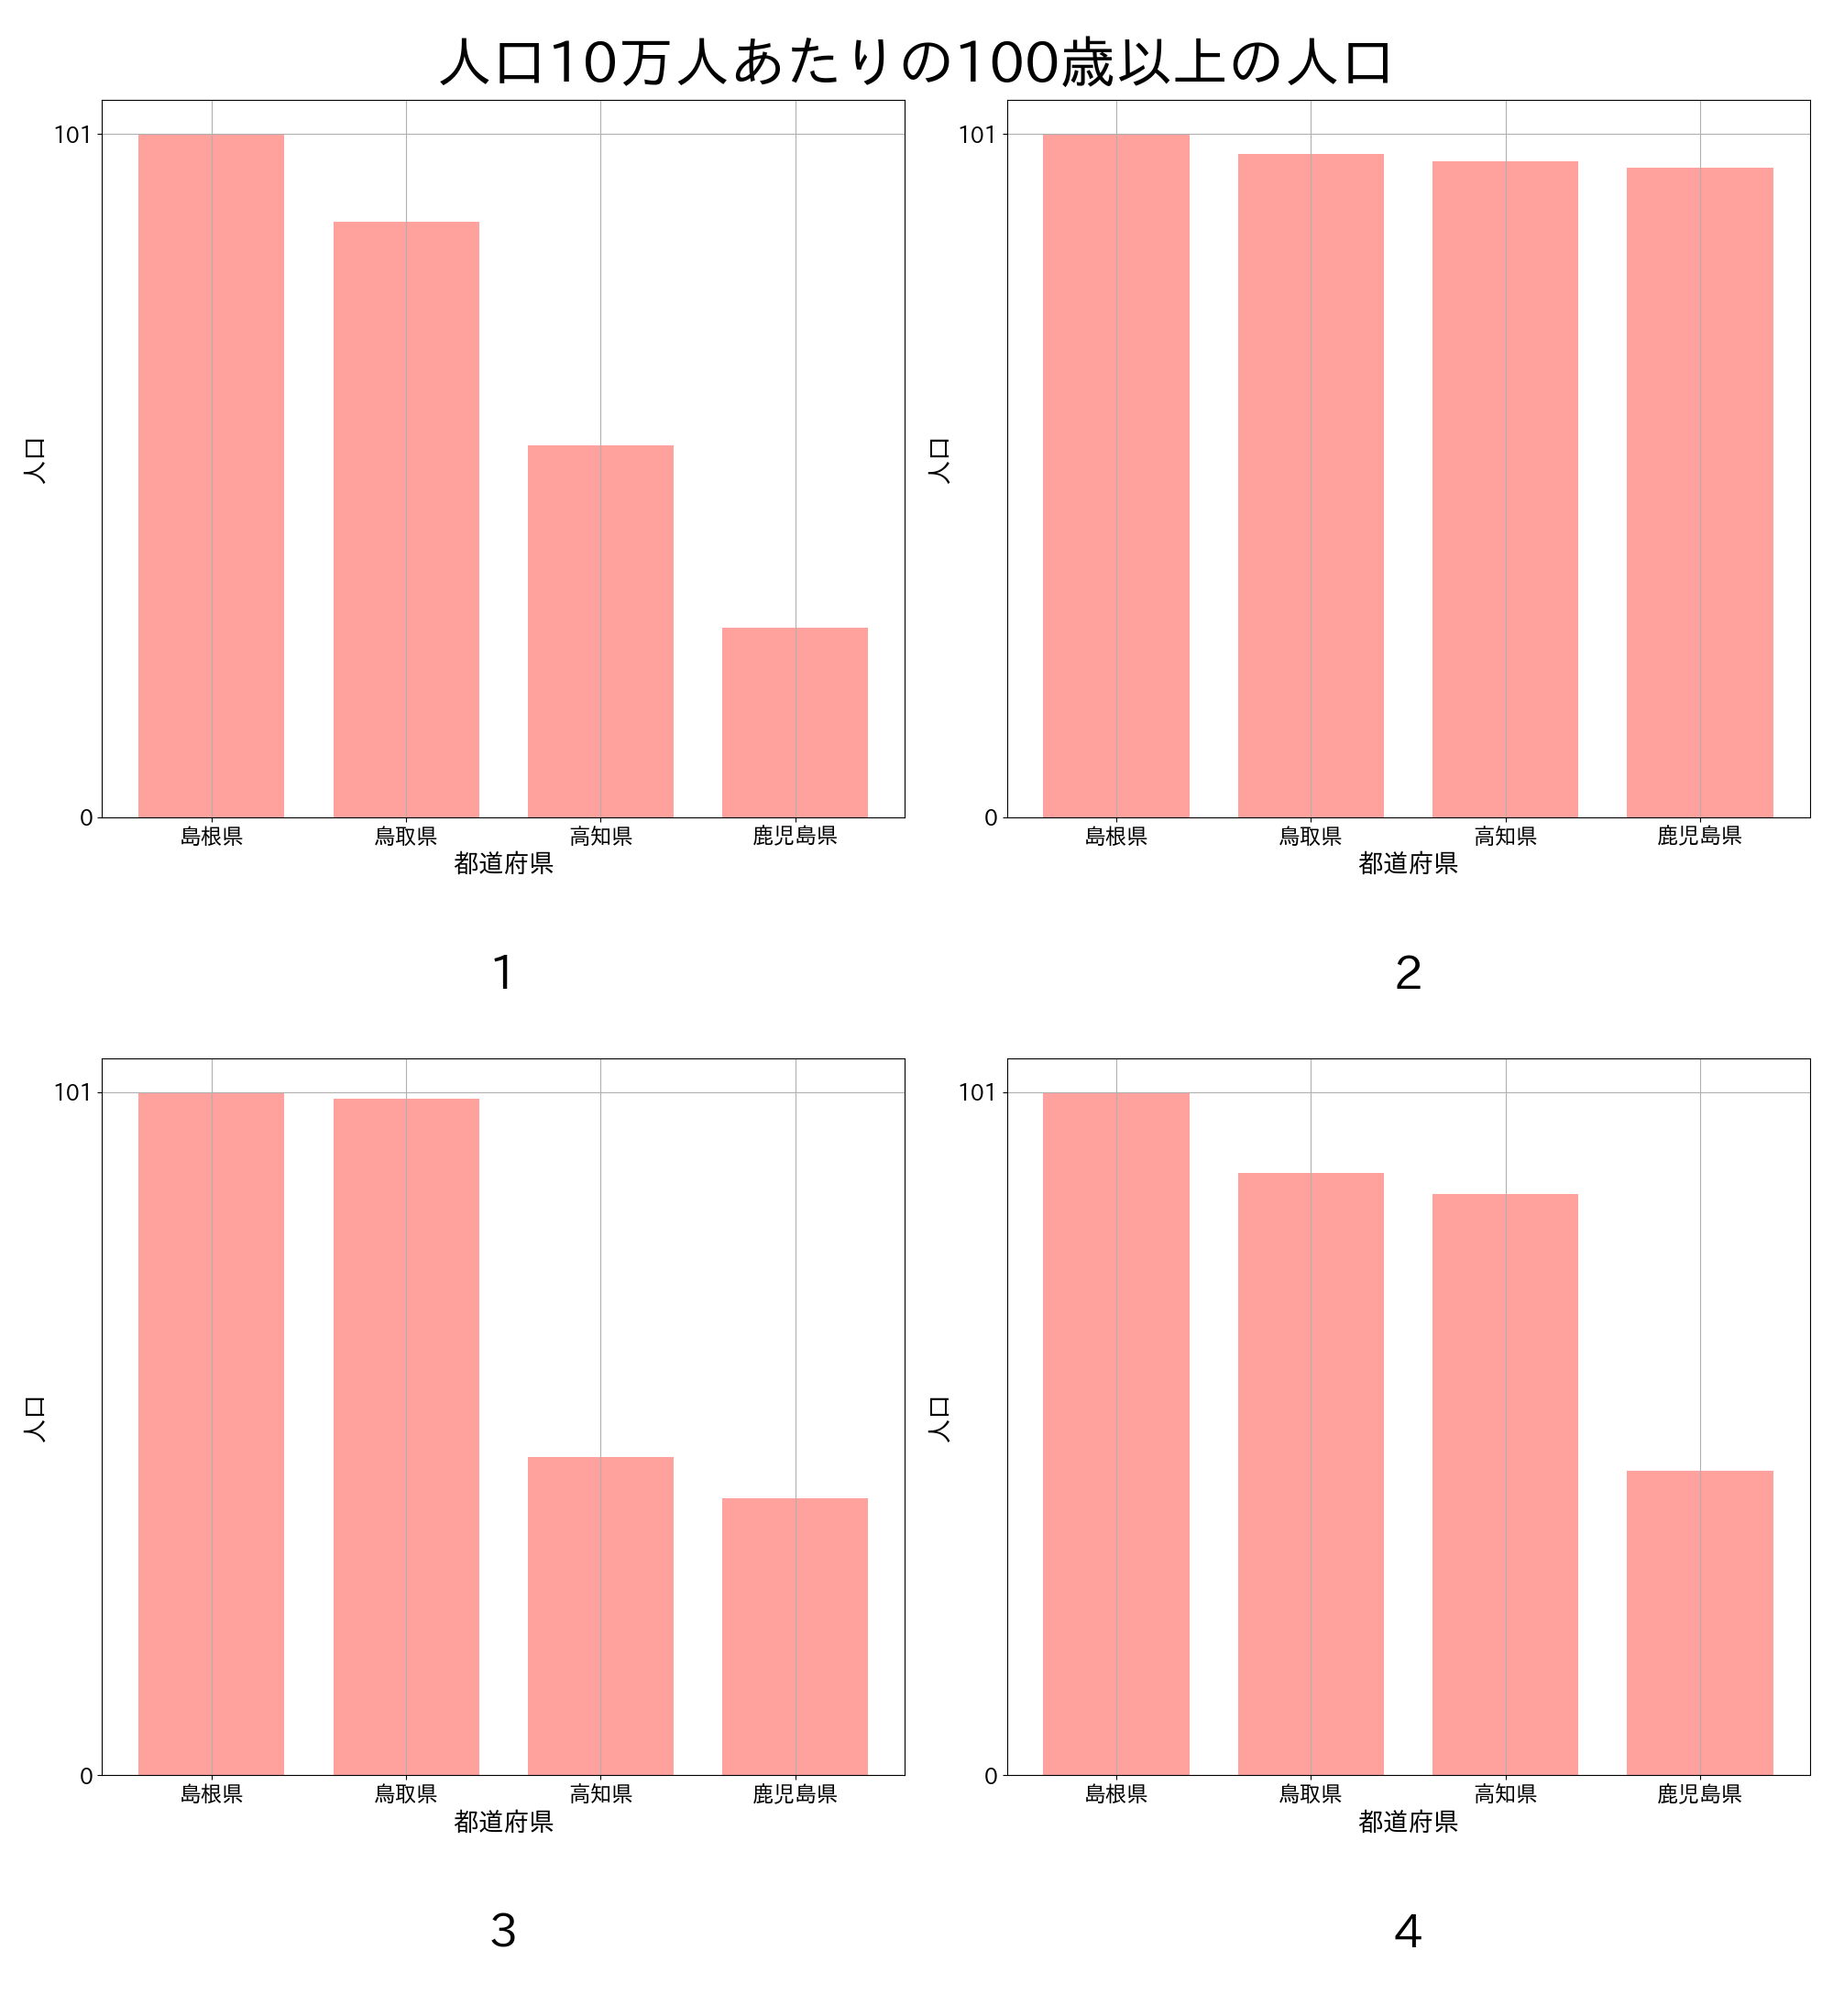 人口10万人あたりの100歳以上の人口
101
0
人口
島根県 鳥取県 高知県 鹿児島県
都道府県
1
101
0
人口
島根県 鳥取県 高知県 鹿児島県
都道府県
2
101
0
人口
島根県 鳥取県 高知県 鹿児島県
都道府県
3
101
0
人口
島根県 鳥取県 高知県 鹿児島県
都道府県
4